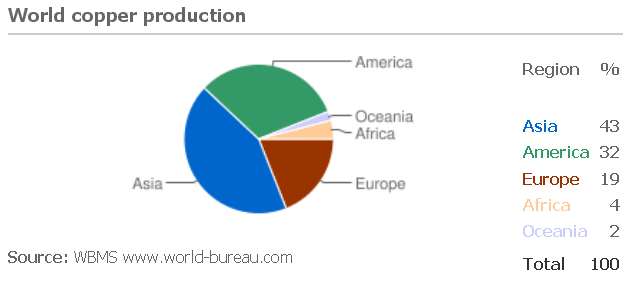 World copper production
America
Oceania
Africa
Asia
Europe
Region %
Asia 43
America 32
Europe 19
Africa 4
Oceania 2
Total 100
Source: WBMS www.world-bureau.com